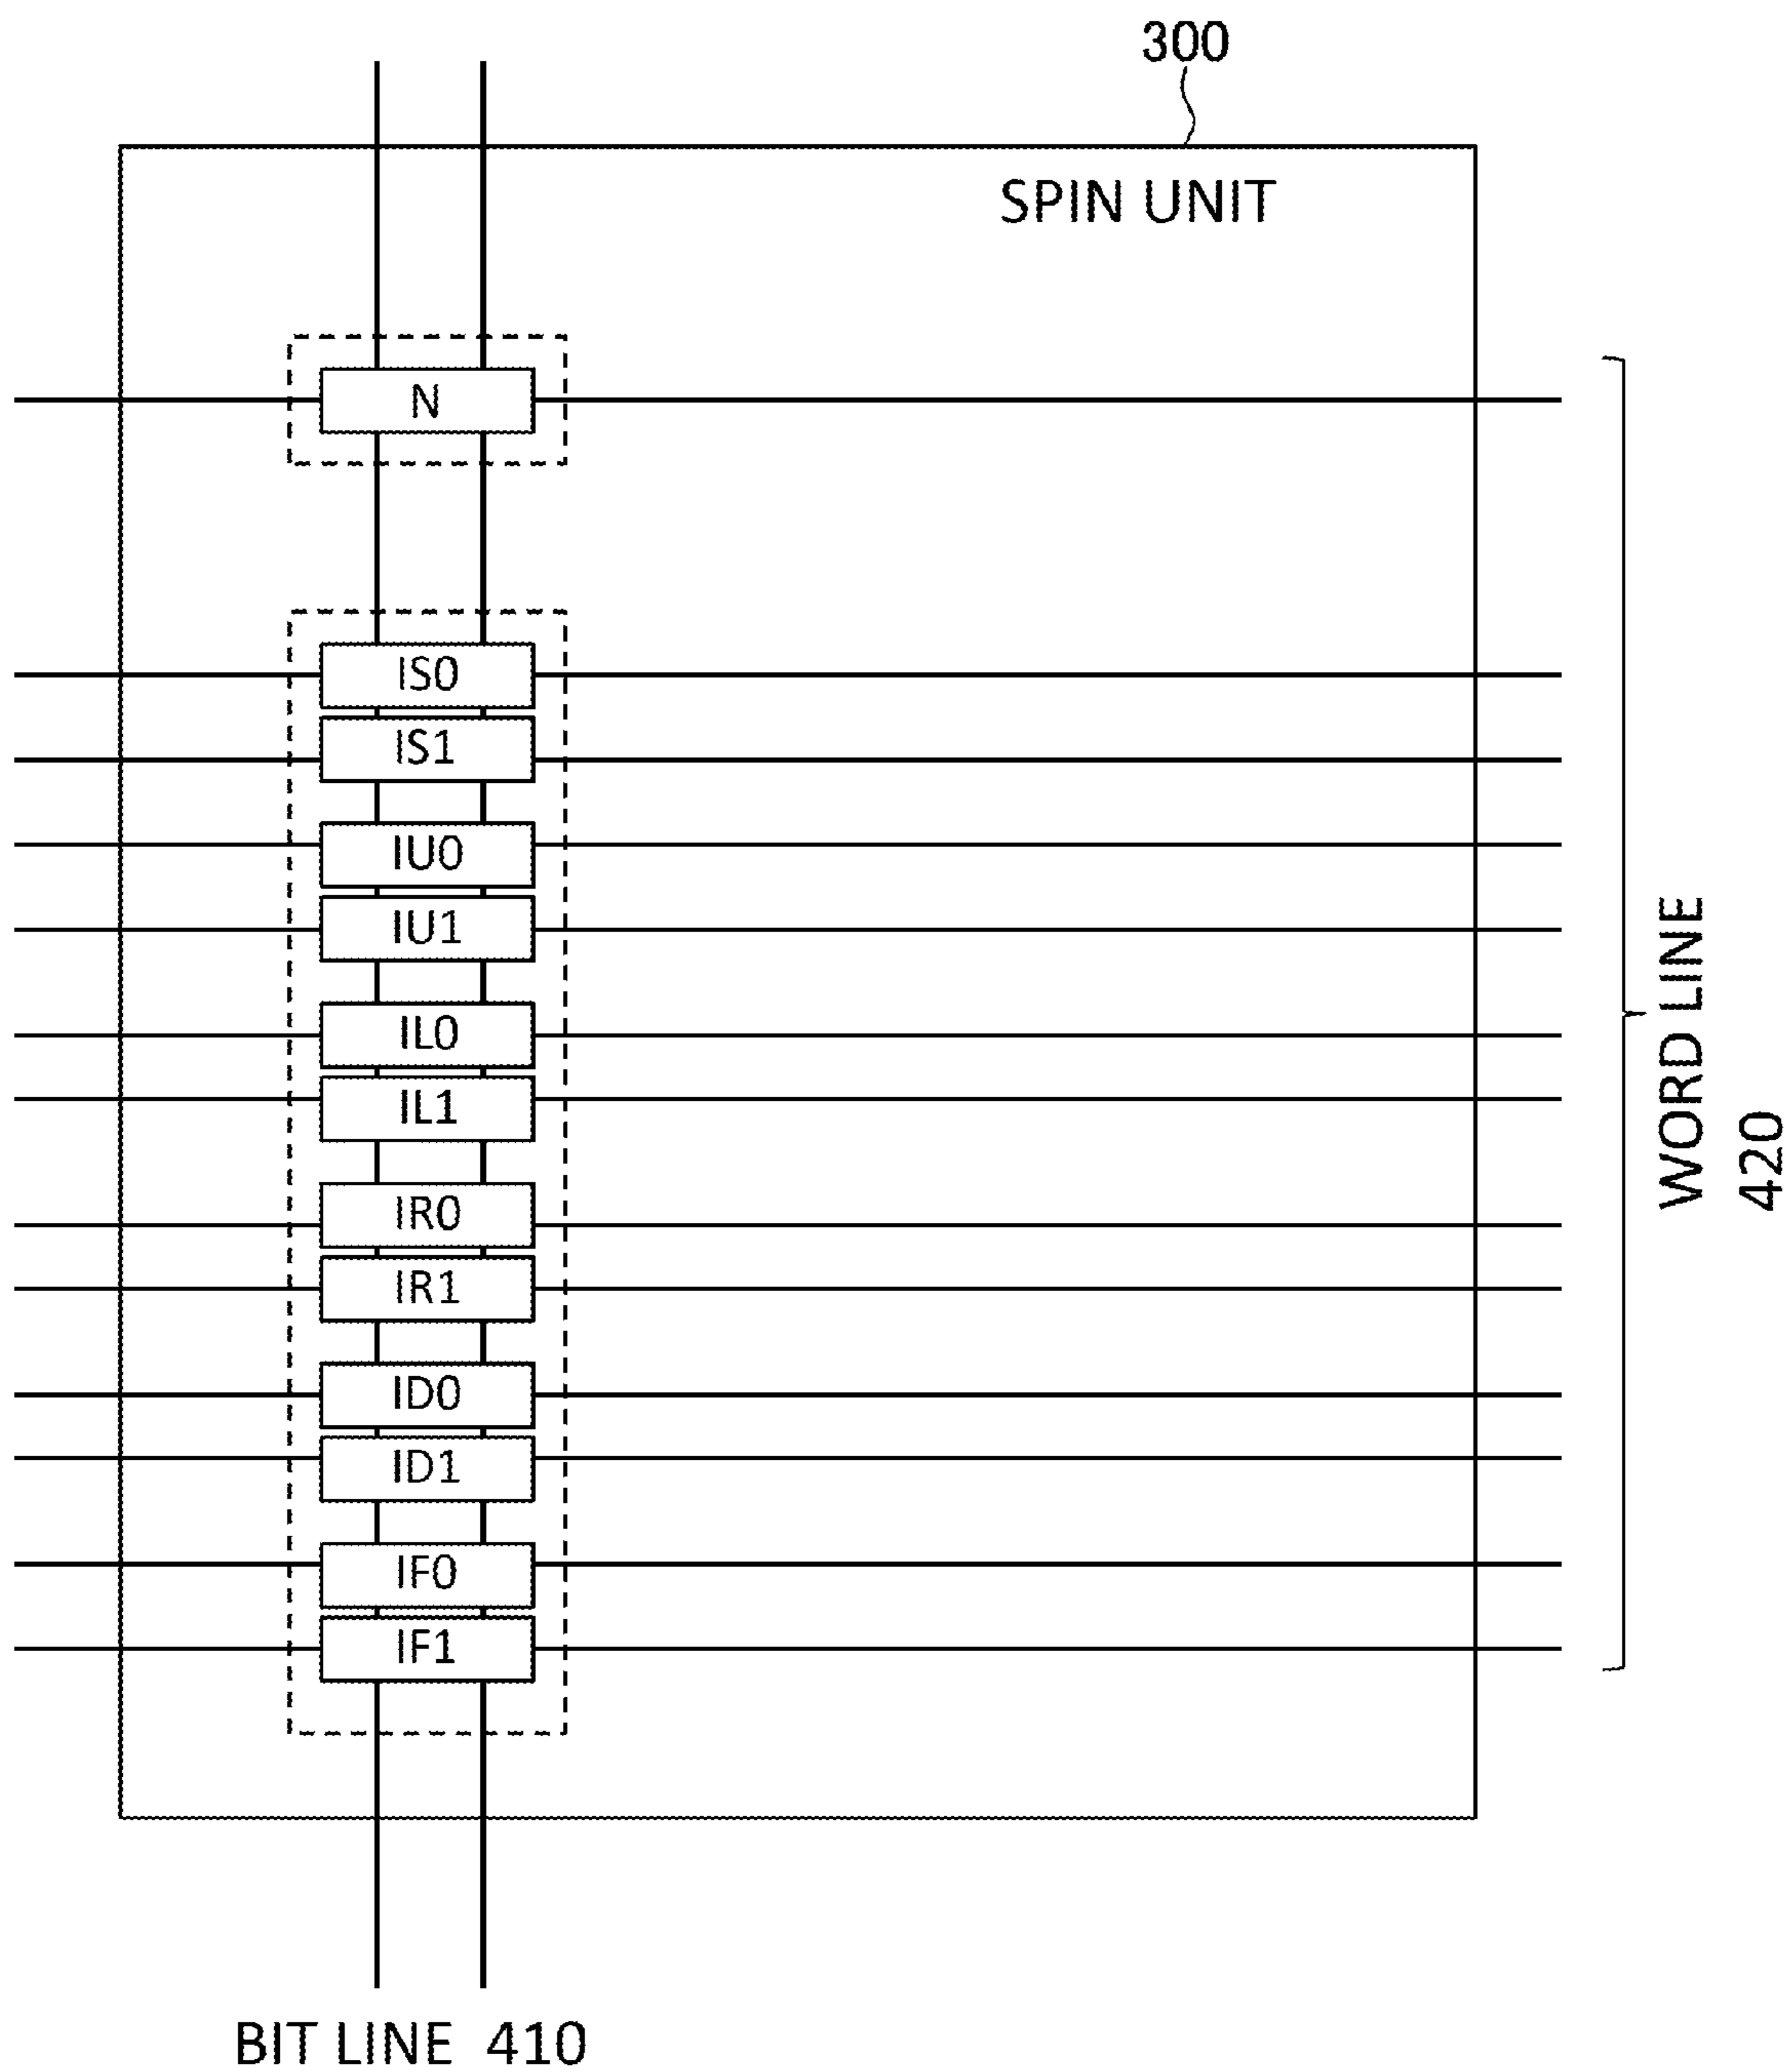 300
SPIN UNIT
N
IS0
IS1
IU0
IU1
IL0
IL1
IR0
IR1
ID0
ID1
IF0
IF1
WORD LINE
420
BIT LINE 410